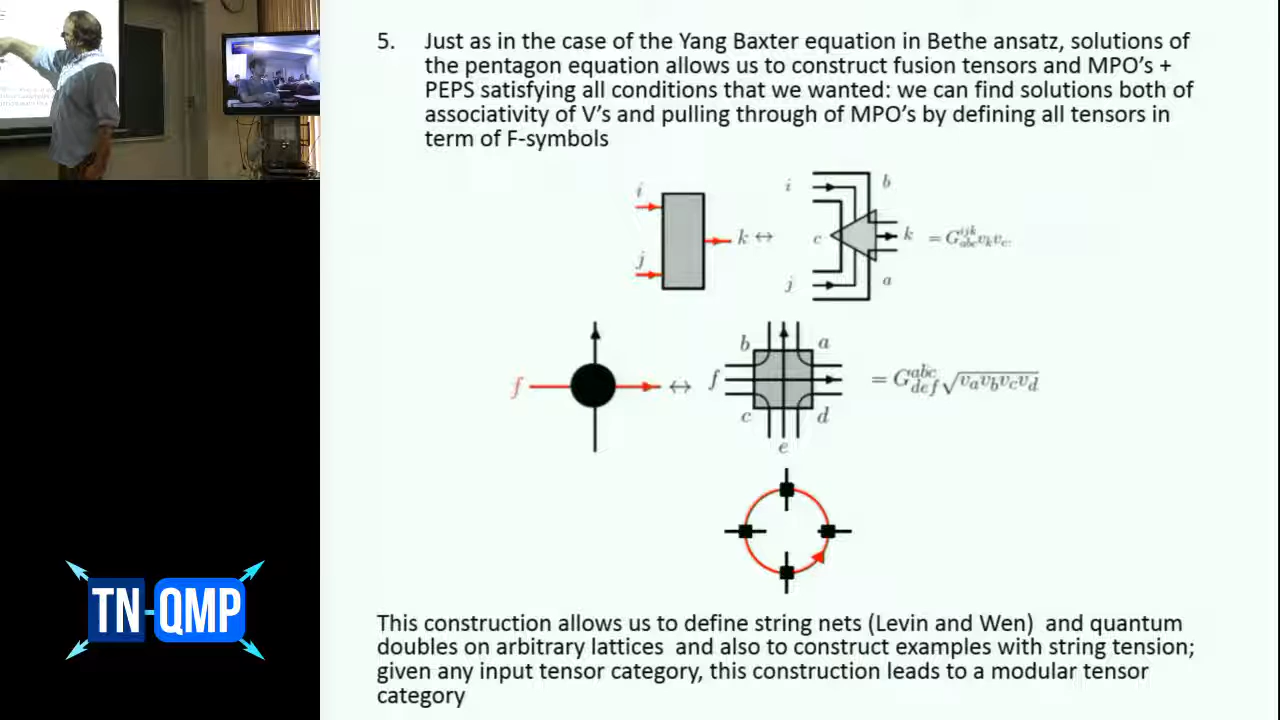 5. Just as in the case of the Yang Baxter equation in Bethe ansatz, solutions of
the pentagon equation allows us to construct fusion tensors and MPO's +
PEPS satisfying all conditions that we wanted: we can find solutions both of
associativity of V's and pulling through of MPO's by defining all tensors in
term of F-symbols
i
j
k ↔
i
b
c
k
j
a
= G^{ijk}_{abc} v_k v_c.
f
↔
b
a
f
c
d
e
= G^{abc}_{def} √(v_a v_b v_c v_d)
TN-QMP
This construction allows us to define string nets (Levin and Wen) and quantum
doubles on arbitrary lattices and also to construct examples with string tension;
given any input tensor category, this construction leads to a modular tensor
category